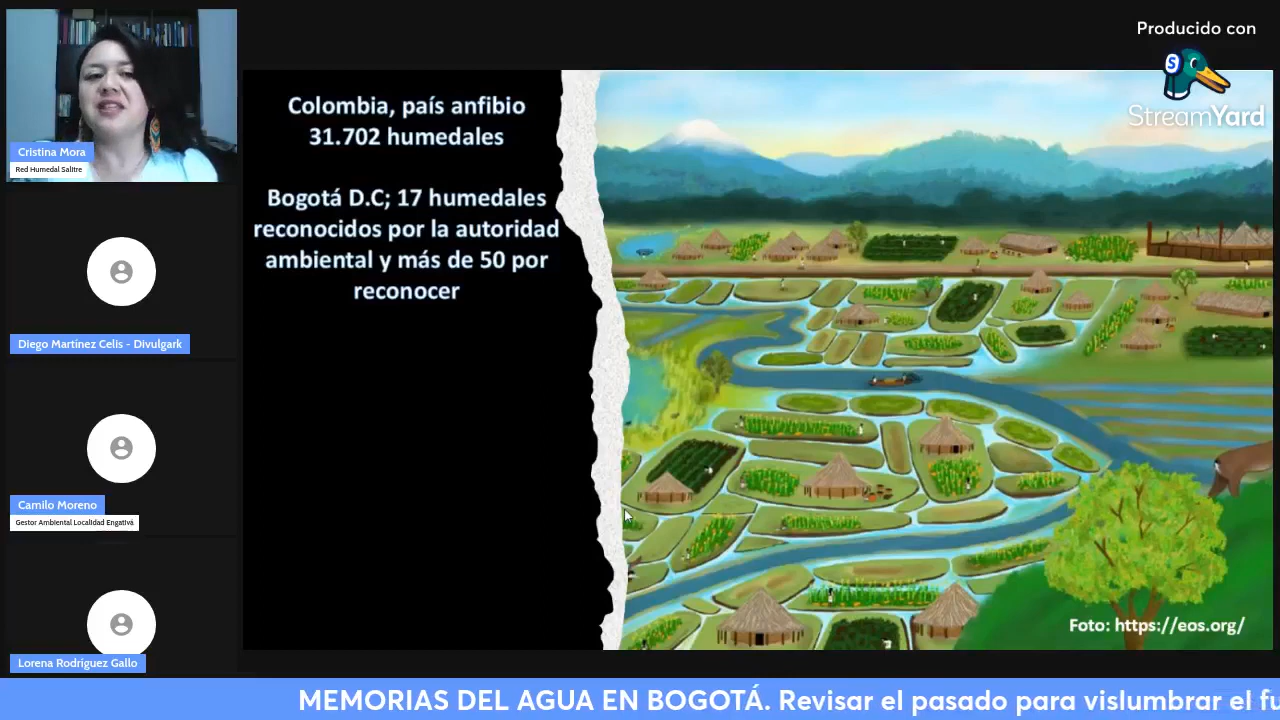 Producido con
S
StreamYard
Colombia, país anfibio
31.702 humedales
Bogotá D.C; 17 humedales
reconocidos por la autoridad
ambiental y más de 50 por
reconocer
Foto: https://eos.org/
Cristina Mora
Red Humedal Salitre
Diego Martínez Celis - Divulgark
Camilo Moreno
Gestor Ambiental Localidad Engativá
Lorena Rodríguez Gallo
MEMORIAS DEL AGUA EN BOGOTÁ. Revisar el pasado para vislumbrar el fu